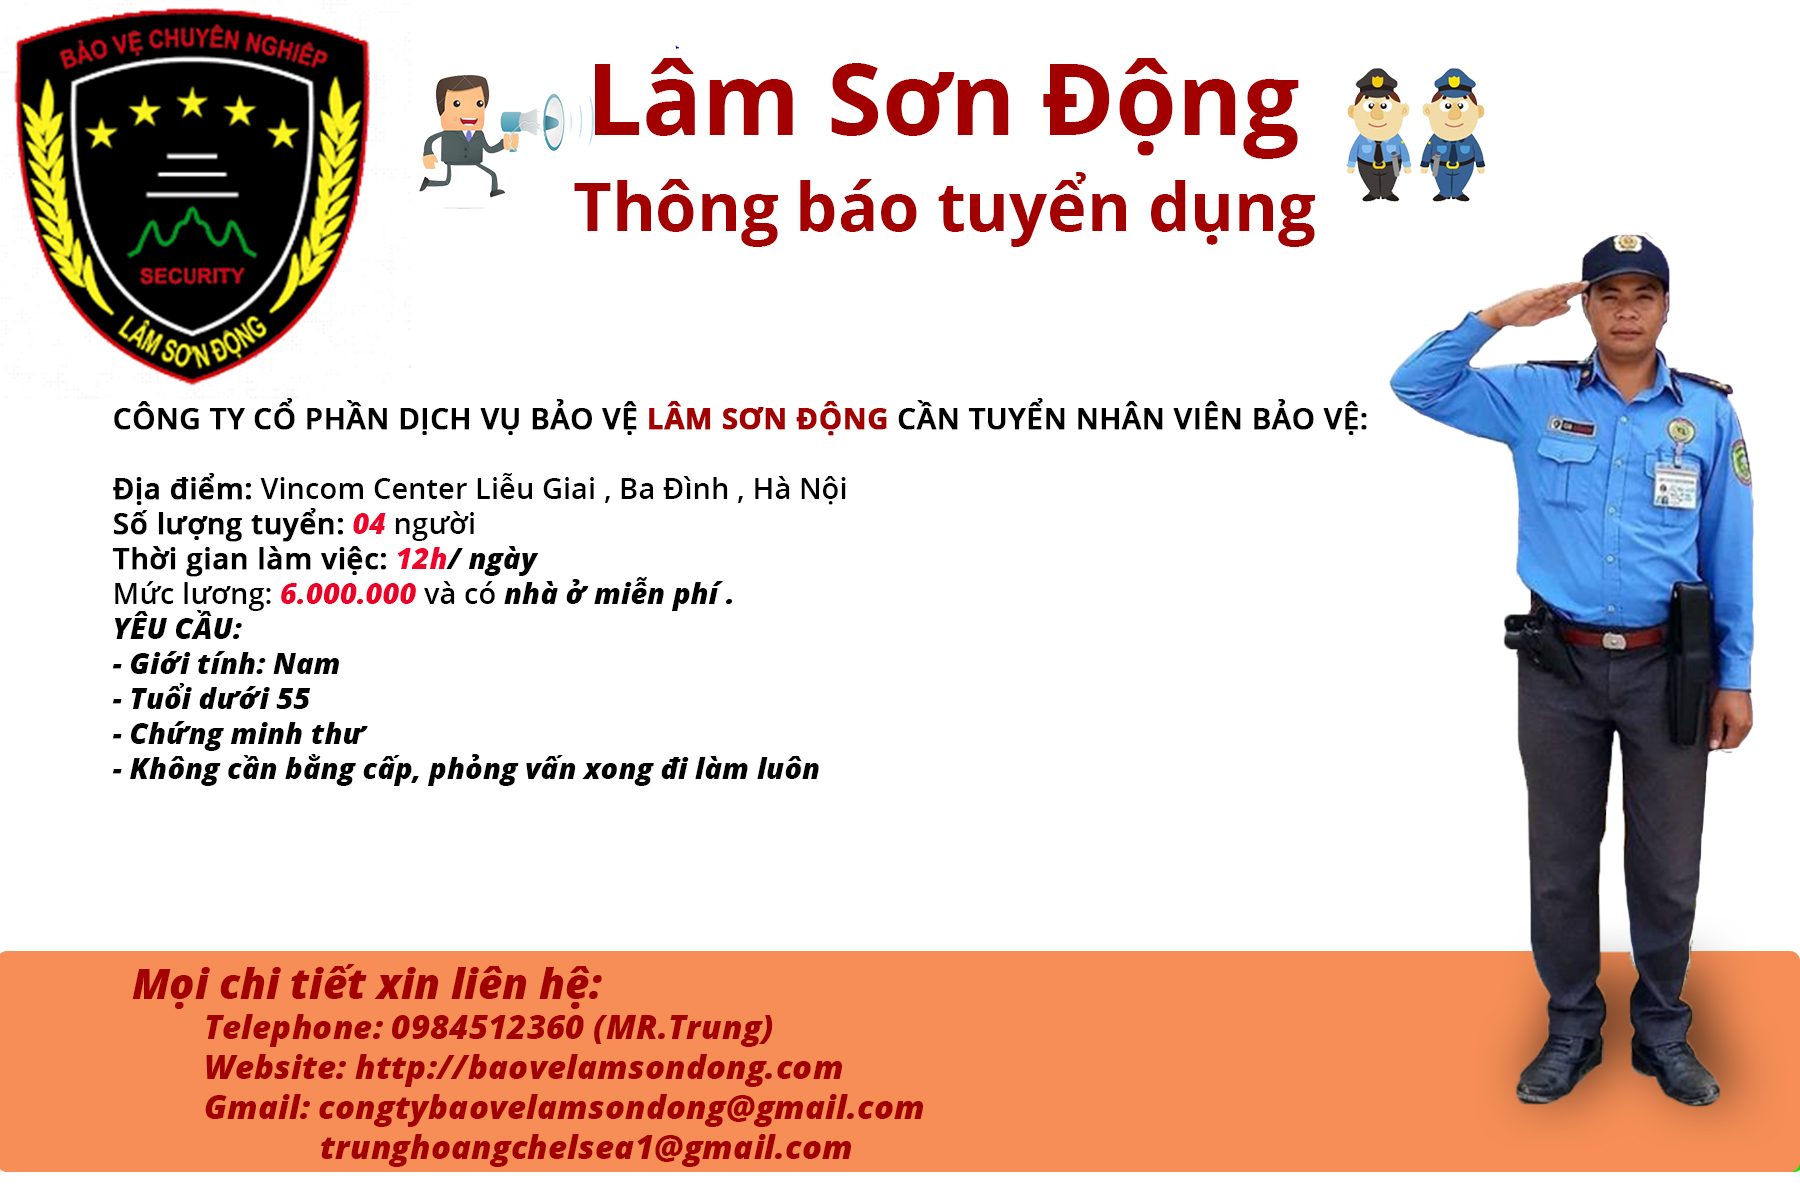 BẢO VỆ CHUYÊN NGHIỆP
SECURITY
LÂM SƠN ĐỘNG
Lâm Sơn Động
Thông báo tuyển dụng
CÔNG TY CỔ PHẦN DỊCH VỤ BẢO VỆ LÂM SƠN ĐỘNG CẦN TUYỂN NHÂN VIÊN BẢO VỆ:
Địa điểm: Vincom Center Liễu Giai , Ba Đình , Hà Nội
Số lượng tuyển: 04 người
Thời gian làm việc: 12h/ ngày
Mức lương: 6.000.000 và có nhà ở miễn phí .
YÊU CẦU:
- Giới tính: Nam
- Tuổi dưới 55
- Chứng minh thư
- Không cần bằng cấp, phỏng vấn xong đi làm luôn
Mọi chi tiết xin liên hệ:
Telephone: 0984512360 (MR.Trung)
Website: http://baovelamsondong.com
Gmail: congtybaovelamsondong@gmail.com
trunghoangchelsea1@gmail.com